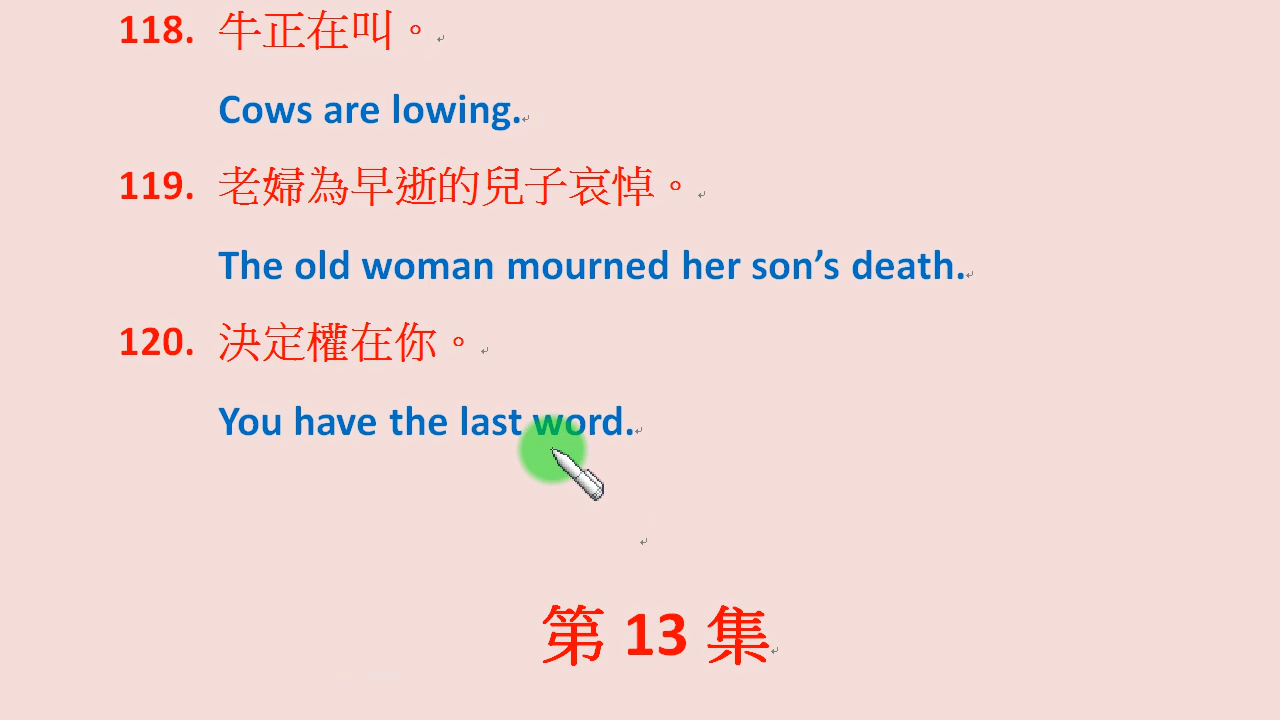 118. 牛正在叫。
Cows are lowing.
119. 老婦為早逝的兒子哀悼。
The old woman mourned her son’s death.
120. 決定權在你。
You have the last word.
第 13 集